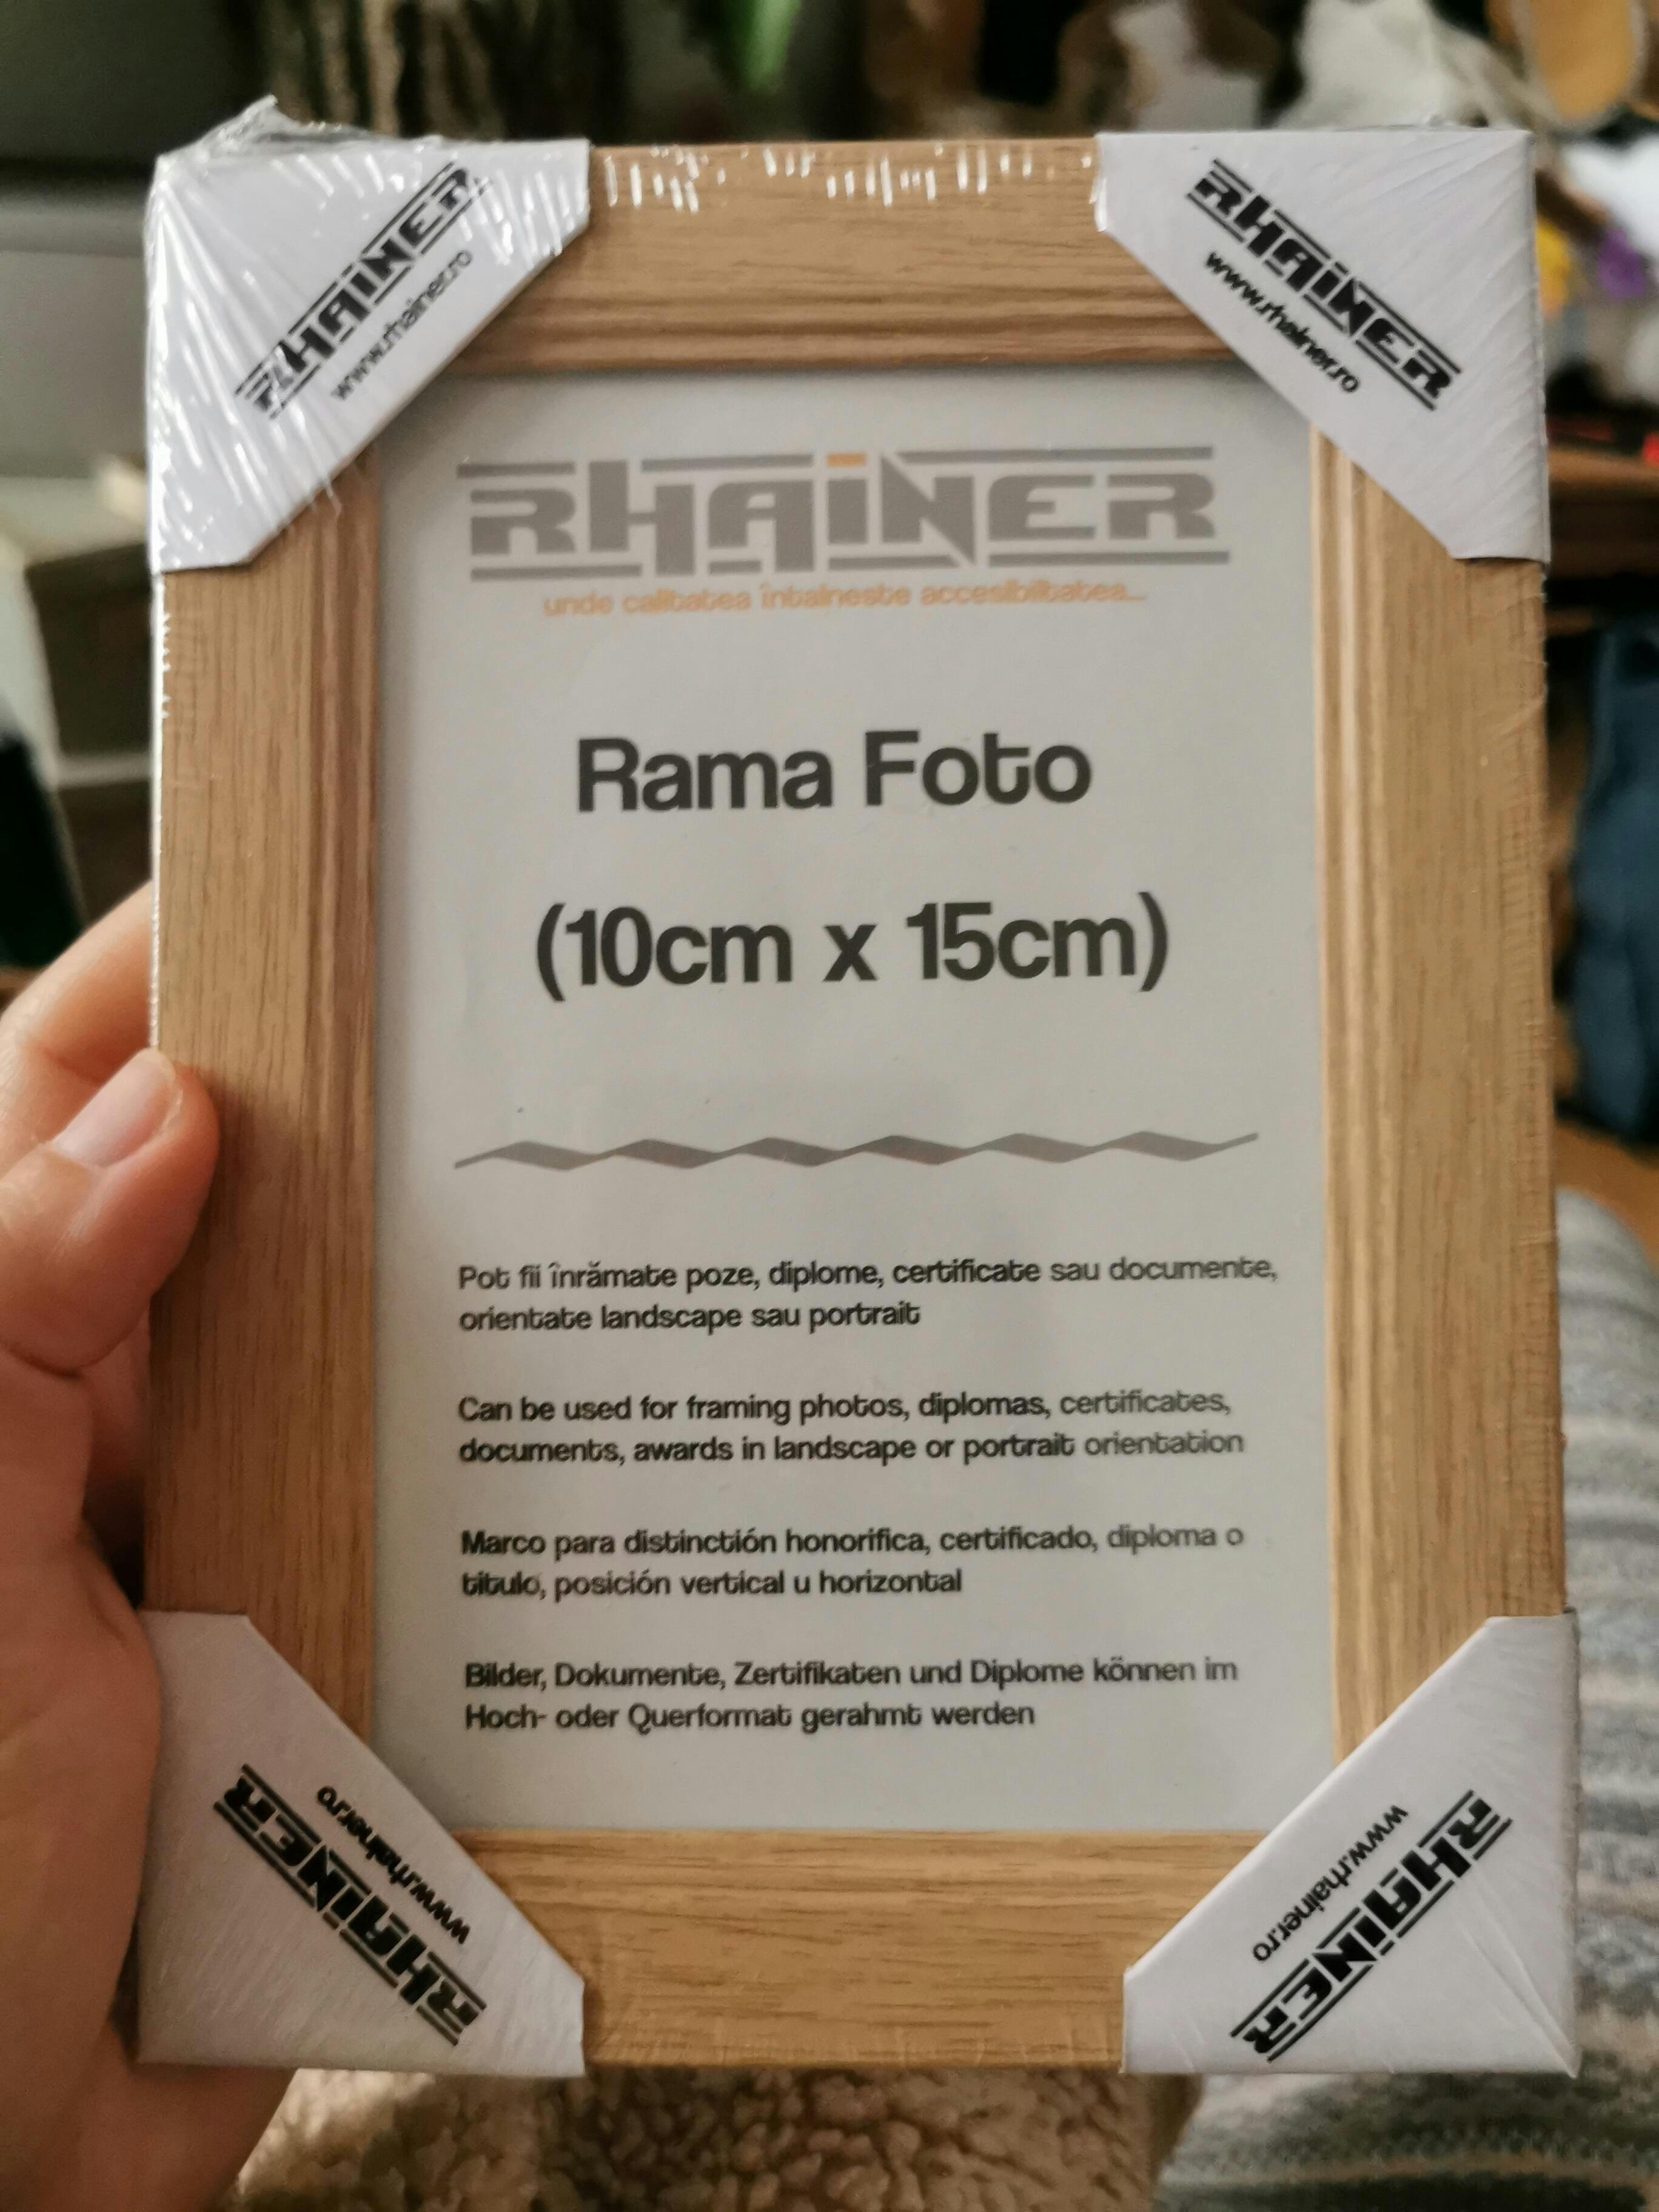 RHAINER
www.rhainer.ro
RHAINER
www.rhainer.ro
RHAINER
unde calitatea întalneste accesibilitatea...
Rama Foto
(10cm x 15cm)
Pot fii înrămate poze, diplome, certificate sau documente,
orientate landscape sau portrait
Can be used for framing photos, diplomas, certificates,
documents, awards in landscape or portrait orientation
Marco para distinctión honorifica, certificado, diploma o
titulo, posición vertical u horizontal
Bilder, Dokumente, Zertifikaten und Diplome können im
Hoch- oder Querformat gerahmt werden
RHAINER
www.rhainer.ro
RHAINER
www.rhainer.ro